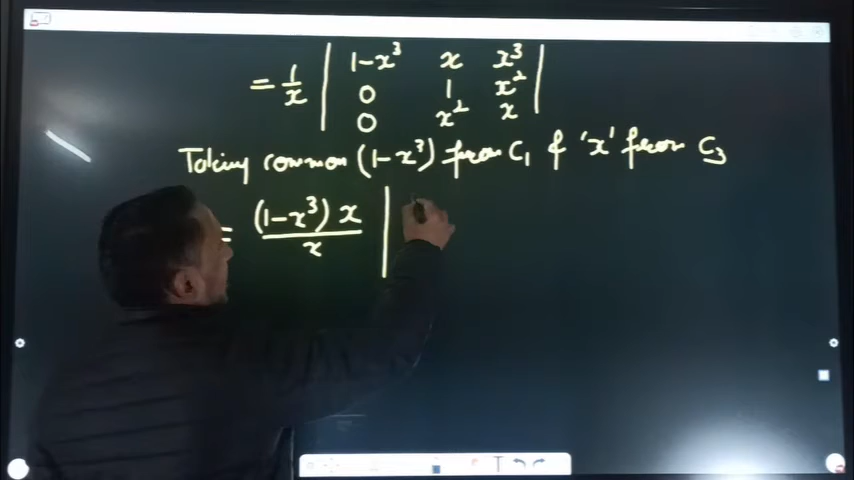 = 1/x | 1-x³ x x³ |
| 0 1 x² |
| 0 x² x |
Taking common (1-x³) from C₁ & 'x' from C₃
= (1-x³) x / x |